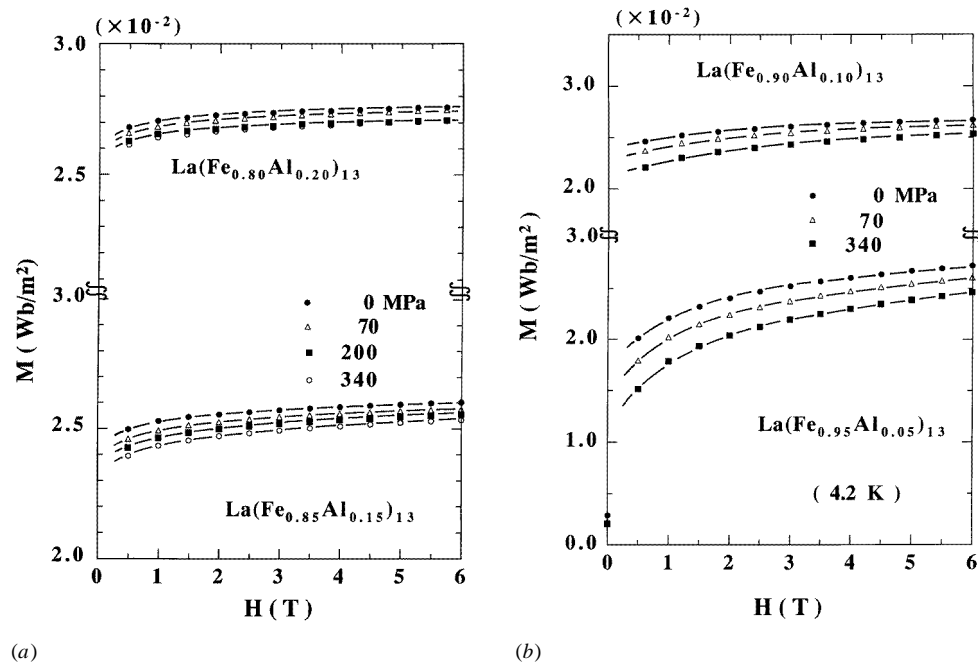 (×10⁻²)
3.0
2.5
3.0
2.5
2.0
La(Fe₀.₈₀Al₀.₂₀)₁₃
0 MPa
70
200
340
La(Fe₀.₈₅Al₀.₁₅)₁₃
M ( Wb/m²)
0 1 2 3 4 5 6
H ( T )
(a)
(×10⁻²)
3.0
2.0
3.0
2.0
1.0
0.0
La(Fe₀.₉₀Al₀.₁₀)₁₃
0 MPa
70
340
La(Fe₀.₉₅Al₀.₀₅)₁₃
( 4.2 K )
M ( Wb/m²)
0 1 2 3 4 5 6
H ( T )
(b)